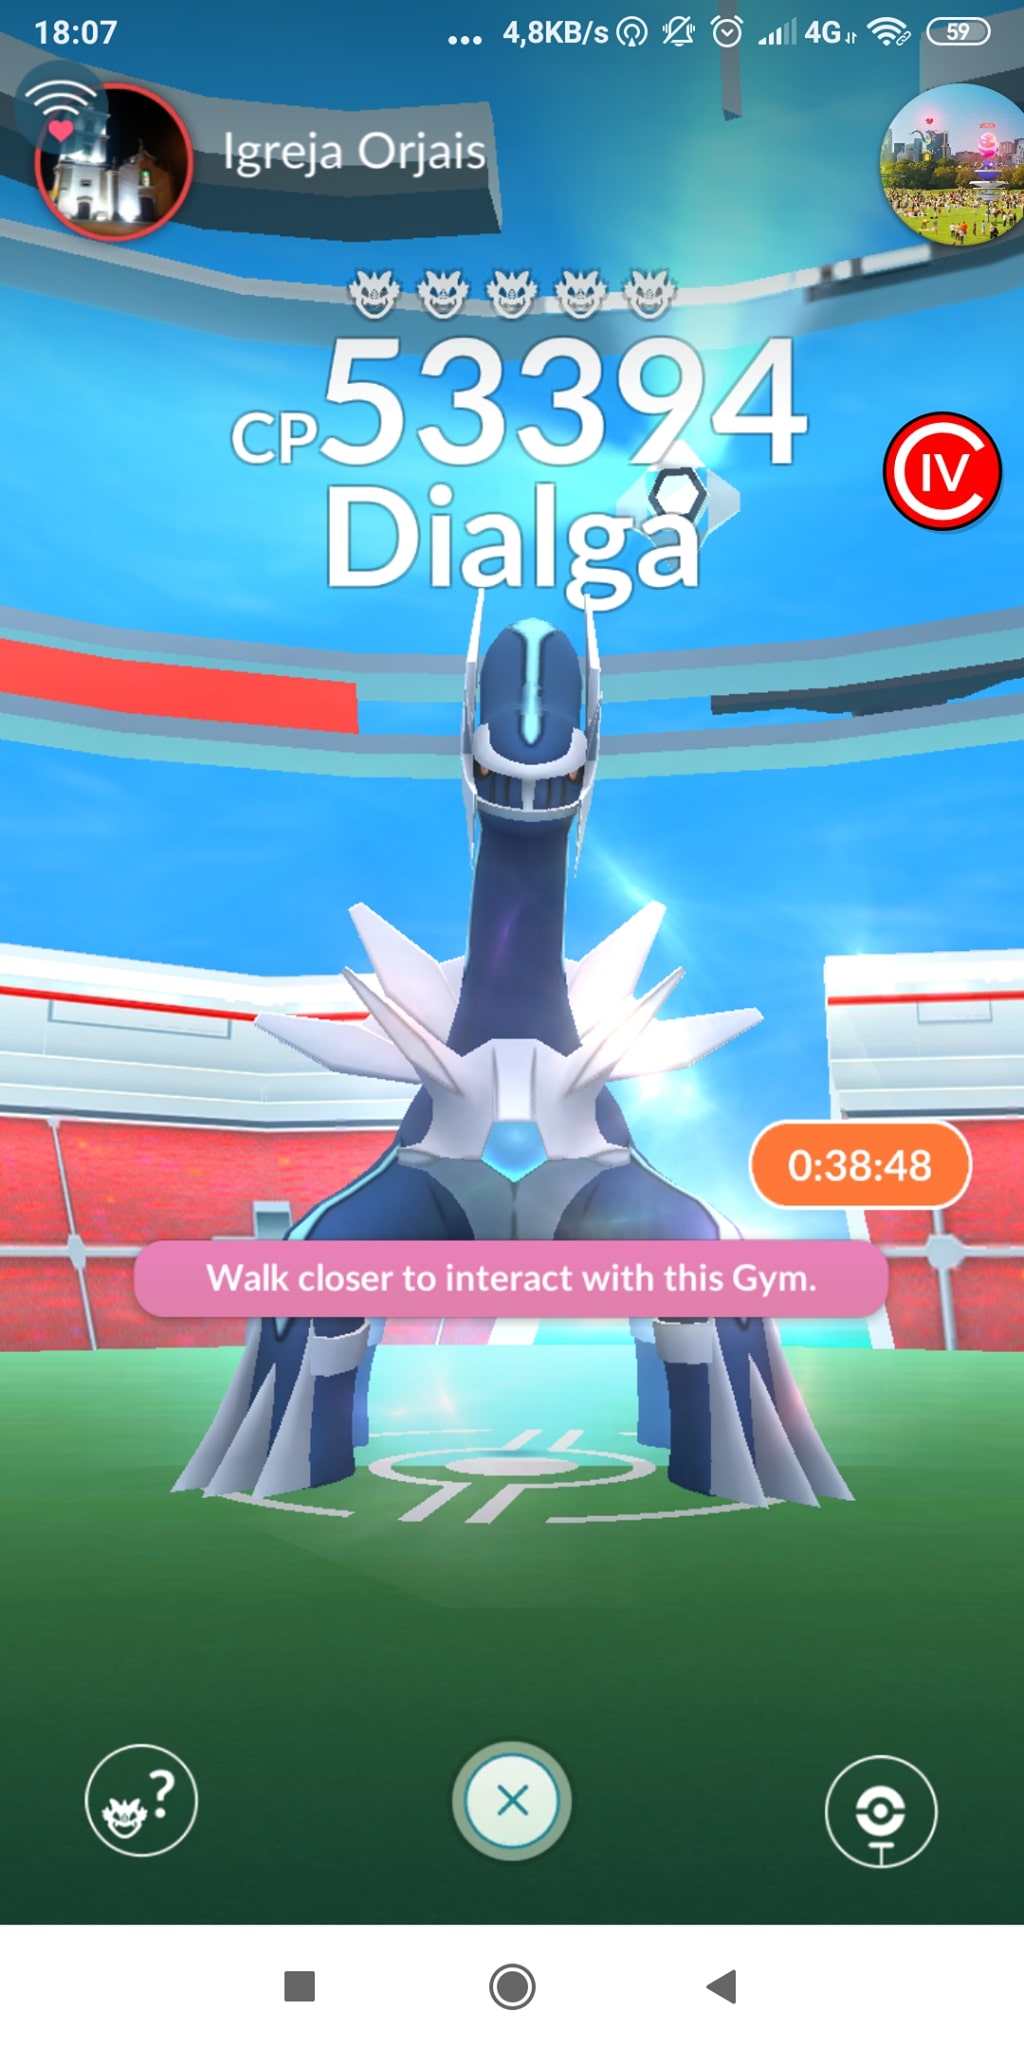 18:07 ... 4,8KB/s 4G 59
Igreja Orjais
CP53394
Dialga
CIV
0:38:48
Walk closer to interact with this Gym.
?